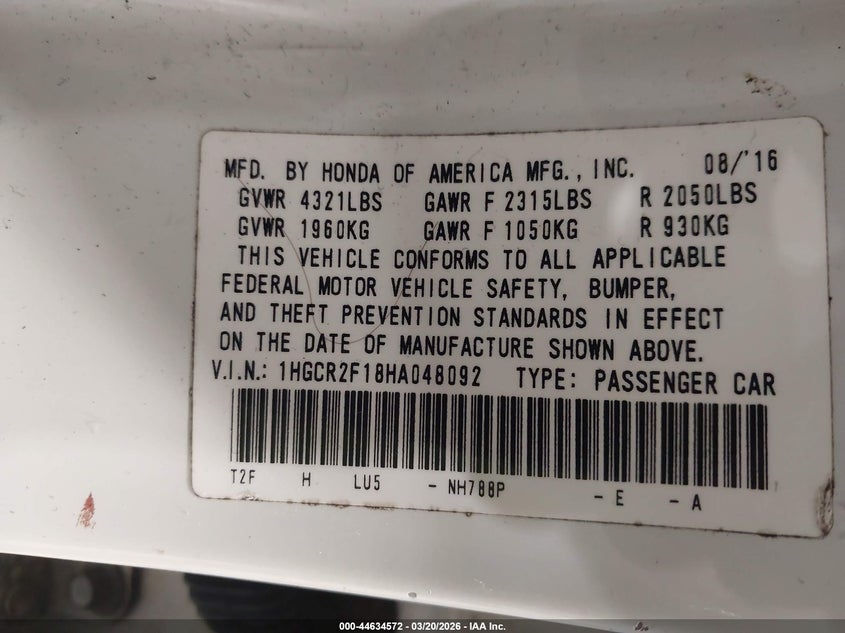 MFD. BY HONDA OF AMERICA MFG., INC. 08/'16
GVWR 4321LBS GAWR F 2315LBS R 2050LBS
GVWR 1960KG GAWR F 1050KG R 930KG
THIS VEHICLE CONFORMS TO ALL APPLICABLE
FEDERAL MOTOR VEHICLE SAFETY, BUMPER,
AND THEFT PREVENTION STANDARDS IN EFFECT
ON THE DATE OF MANUFACTURE SHOWN ABOVE.
V.I.N.: 1HGCR2F18HA048092 TYPE: PASSENGER CAR
T2F H LU5 - NH788P - E - A
000-44634572 — 03/20/2026 — IAA Inc.